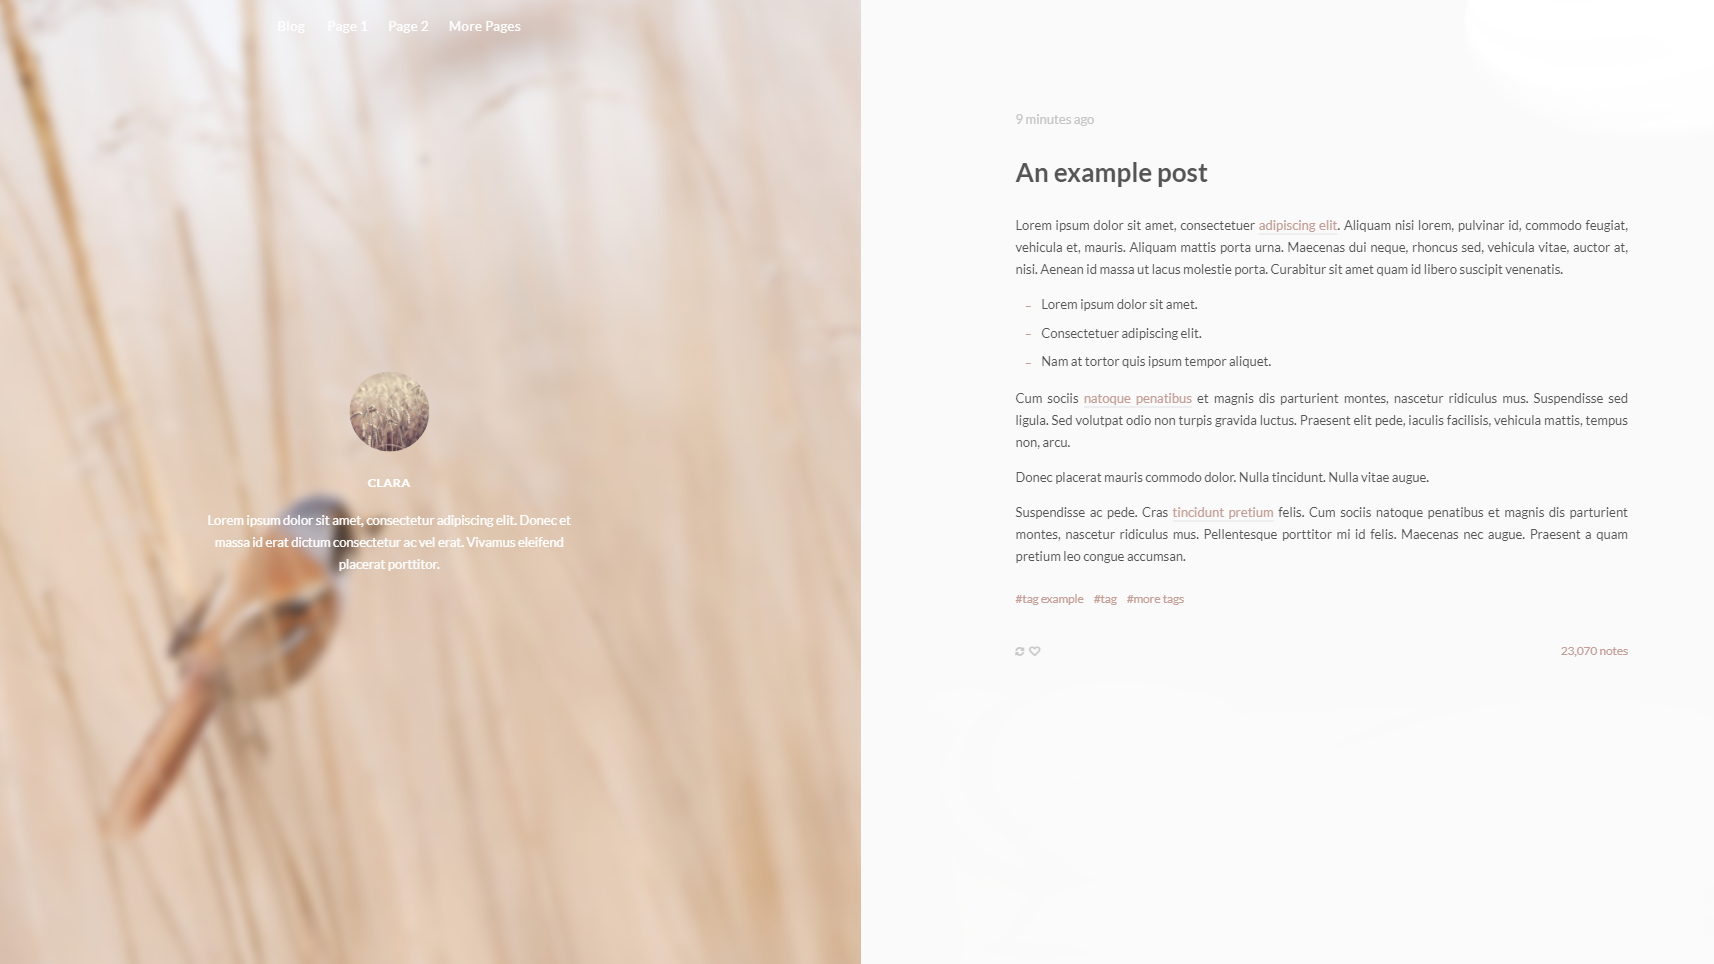 Blog Page 1 Page 2 More Pages
CLARA
Lorem ipsum dolor sit amet, consectetur adipiscing elit. Donec et
massa id erat dictum consectetur ac vel erat. Vivamus eleifend
placerat porttitor.
9 minutes ago
An example post
Lorem ipsum dolor sit amet, consectetuer adipiscing elit. Aliquam nisi lorem, pulvinar id, commodo feugiat,
vehicula et, mauris. Aliquam mattis porta urna. Maecenas dui neque, rhoncus sed, vehicula vitae, auctor at,
nisi. Aenean id massa ut lacus molestie porta. Curabitur sit amet quam id libero suscipit venenatis.
– Lorem ipsum dolor sit amet.
– Consectetuer adipiscing elit.
– Nam at tortor quis ipsum tempor aliquet.
Cum sociis natoque penatibus et magnis dis parturient montes, nascetur ridiculus mus. Suspendisse sed
ligula. Sed volutpat odio non turpis gravida luctus. Praesent elit pede, iaculis facilisis, vehicula mattis, tempus
non, arcu.
Donec placerat mauris commodo dolor. Nulla tincidunt. Nulla vitae augue.
Suspendisse ac pede. Cras tincidunt pretium felis. Cum sociis natoque penatibus et magnis dis parturient
montes, nascetur ridiculus mus. Pellentesque porttitor mi id felis. Maecenas nec augue. Praesent a quam
pretium leo congue accumsan.
#tag example #tag #more tags
23,070 notes